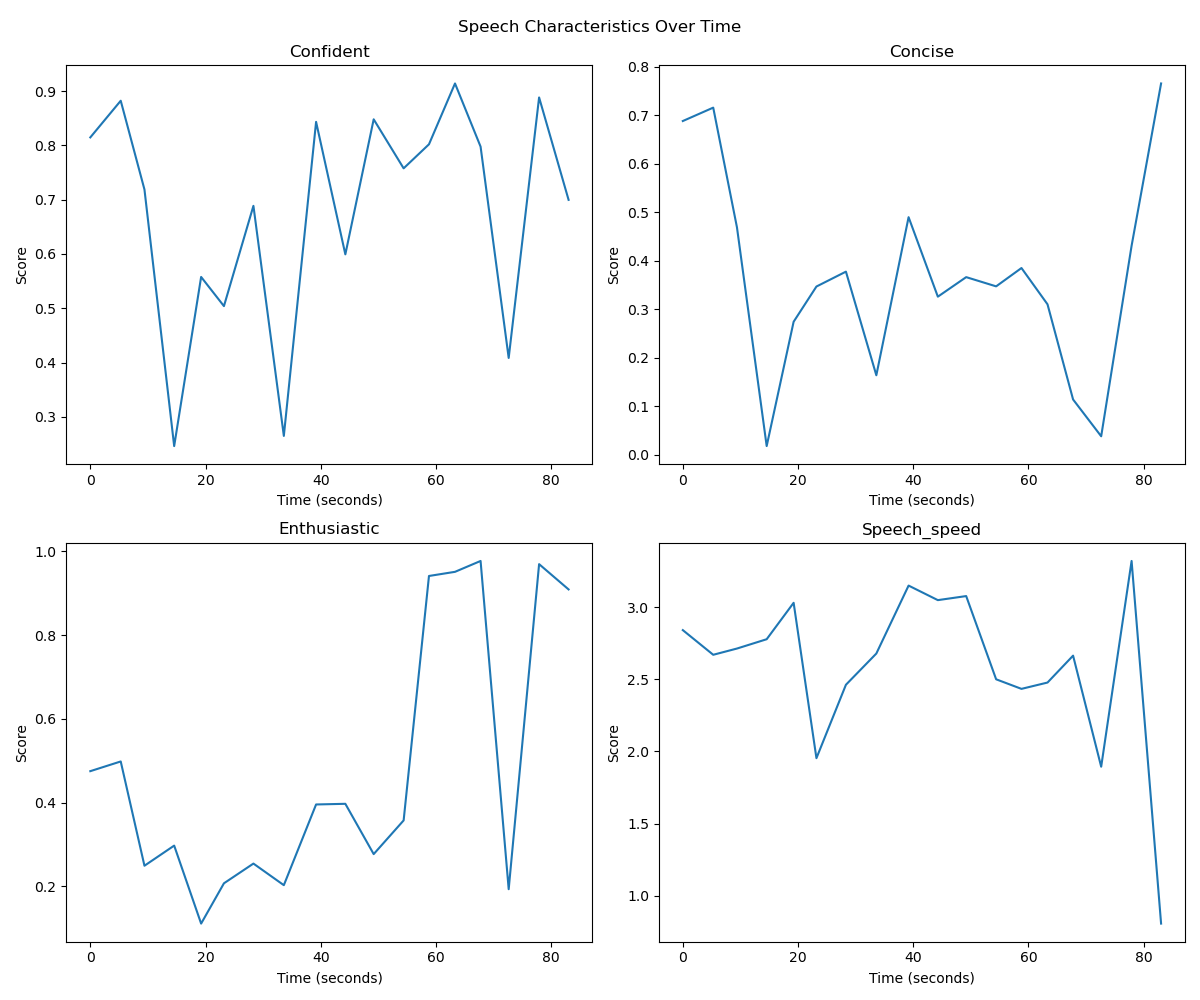 Speech Characteristics Over Time
Confident
0.9
0.8
0.7
0.6
0.5
0.4
0.3
Score
0 20 40 60 80
Time (seconds)
Concise
0.8
0.7
0.6
0.5
0.4
0.3
0.2
0.1
0.0
Score
0 20 40 60 80
Time (seconds)
Enthusiastic
1.0
0.8
0.6
0.4
0.2
Score
0 20 40 60 80
Time (seconds)
Speech_speed
3.0
2.5
2.0
1.5
1.0
Score
0 20 40 60 80
Time (seconds)